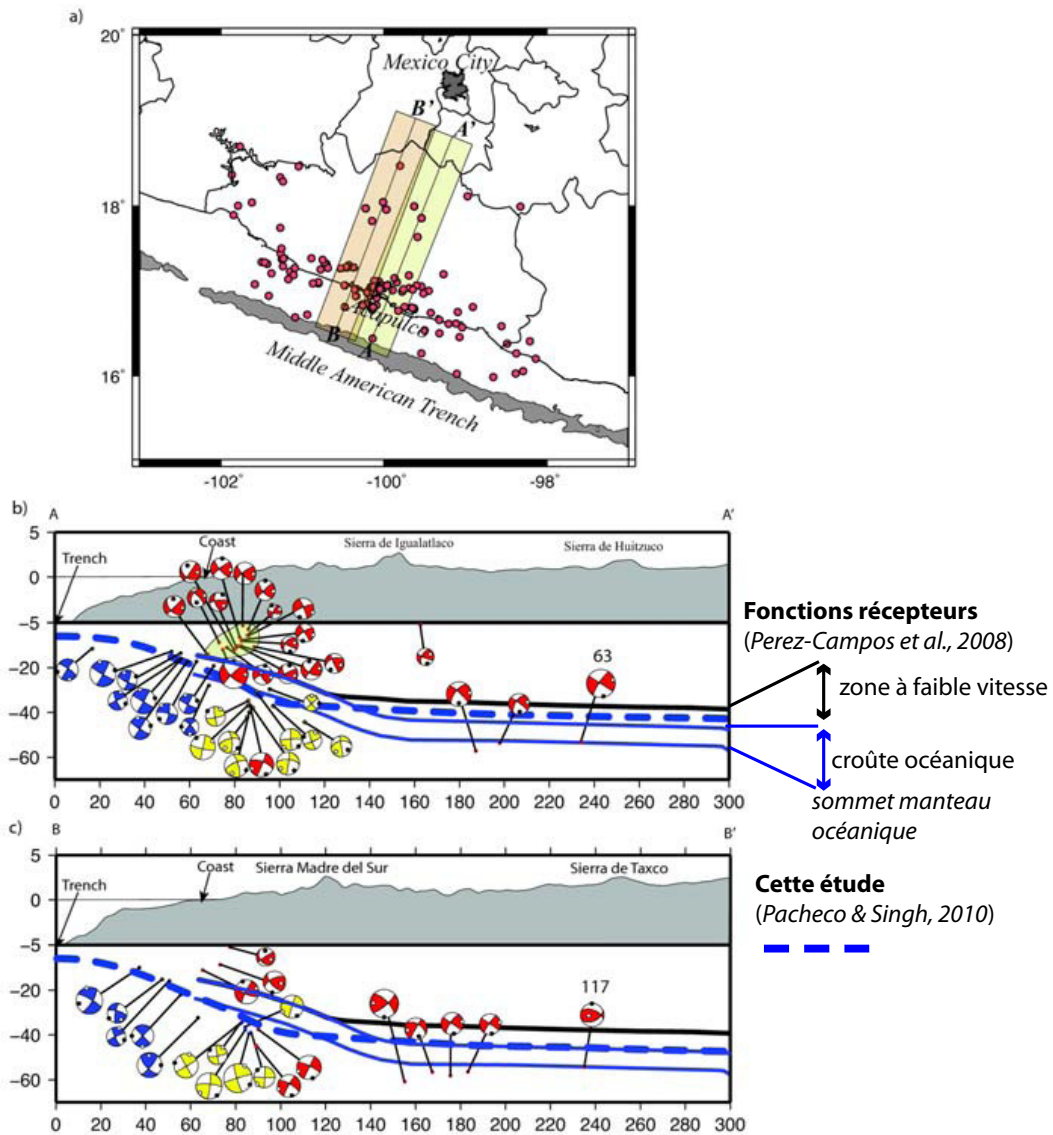 a)
20˚
18˚
16˚
-102˚
-100˚
-98˚
Mexico City
B'
A'
Acapulco
B
A
Middle American Trench
b)
A
A'
Trench
Coast
Sierra de Igualatlaco
Sierra de Huitzuco
5
0
-5
-20
-40
-60
63
0 20 40 60 80 100 120 140 160 180 200 220 240 260 280 300
Fonctions récepteurs
(Perez-Campos et al., 2008)
zone à faible vitesse
croûte océanique
sommet manteau
océanique
c)
B
B'
Trench
Coast
Sierra Madre del Sur
Sierra de Taxco
5
0
-5
-20
-40
-60
117
0 20 40 60 80 100 120 140 160 180 200 220 240 260 280 300
Cette étude
(Pacheco & Singh, 2010)